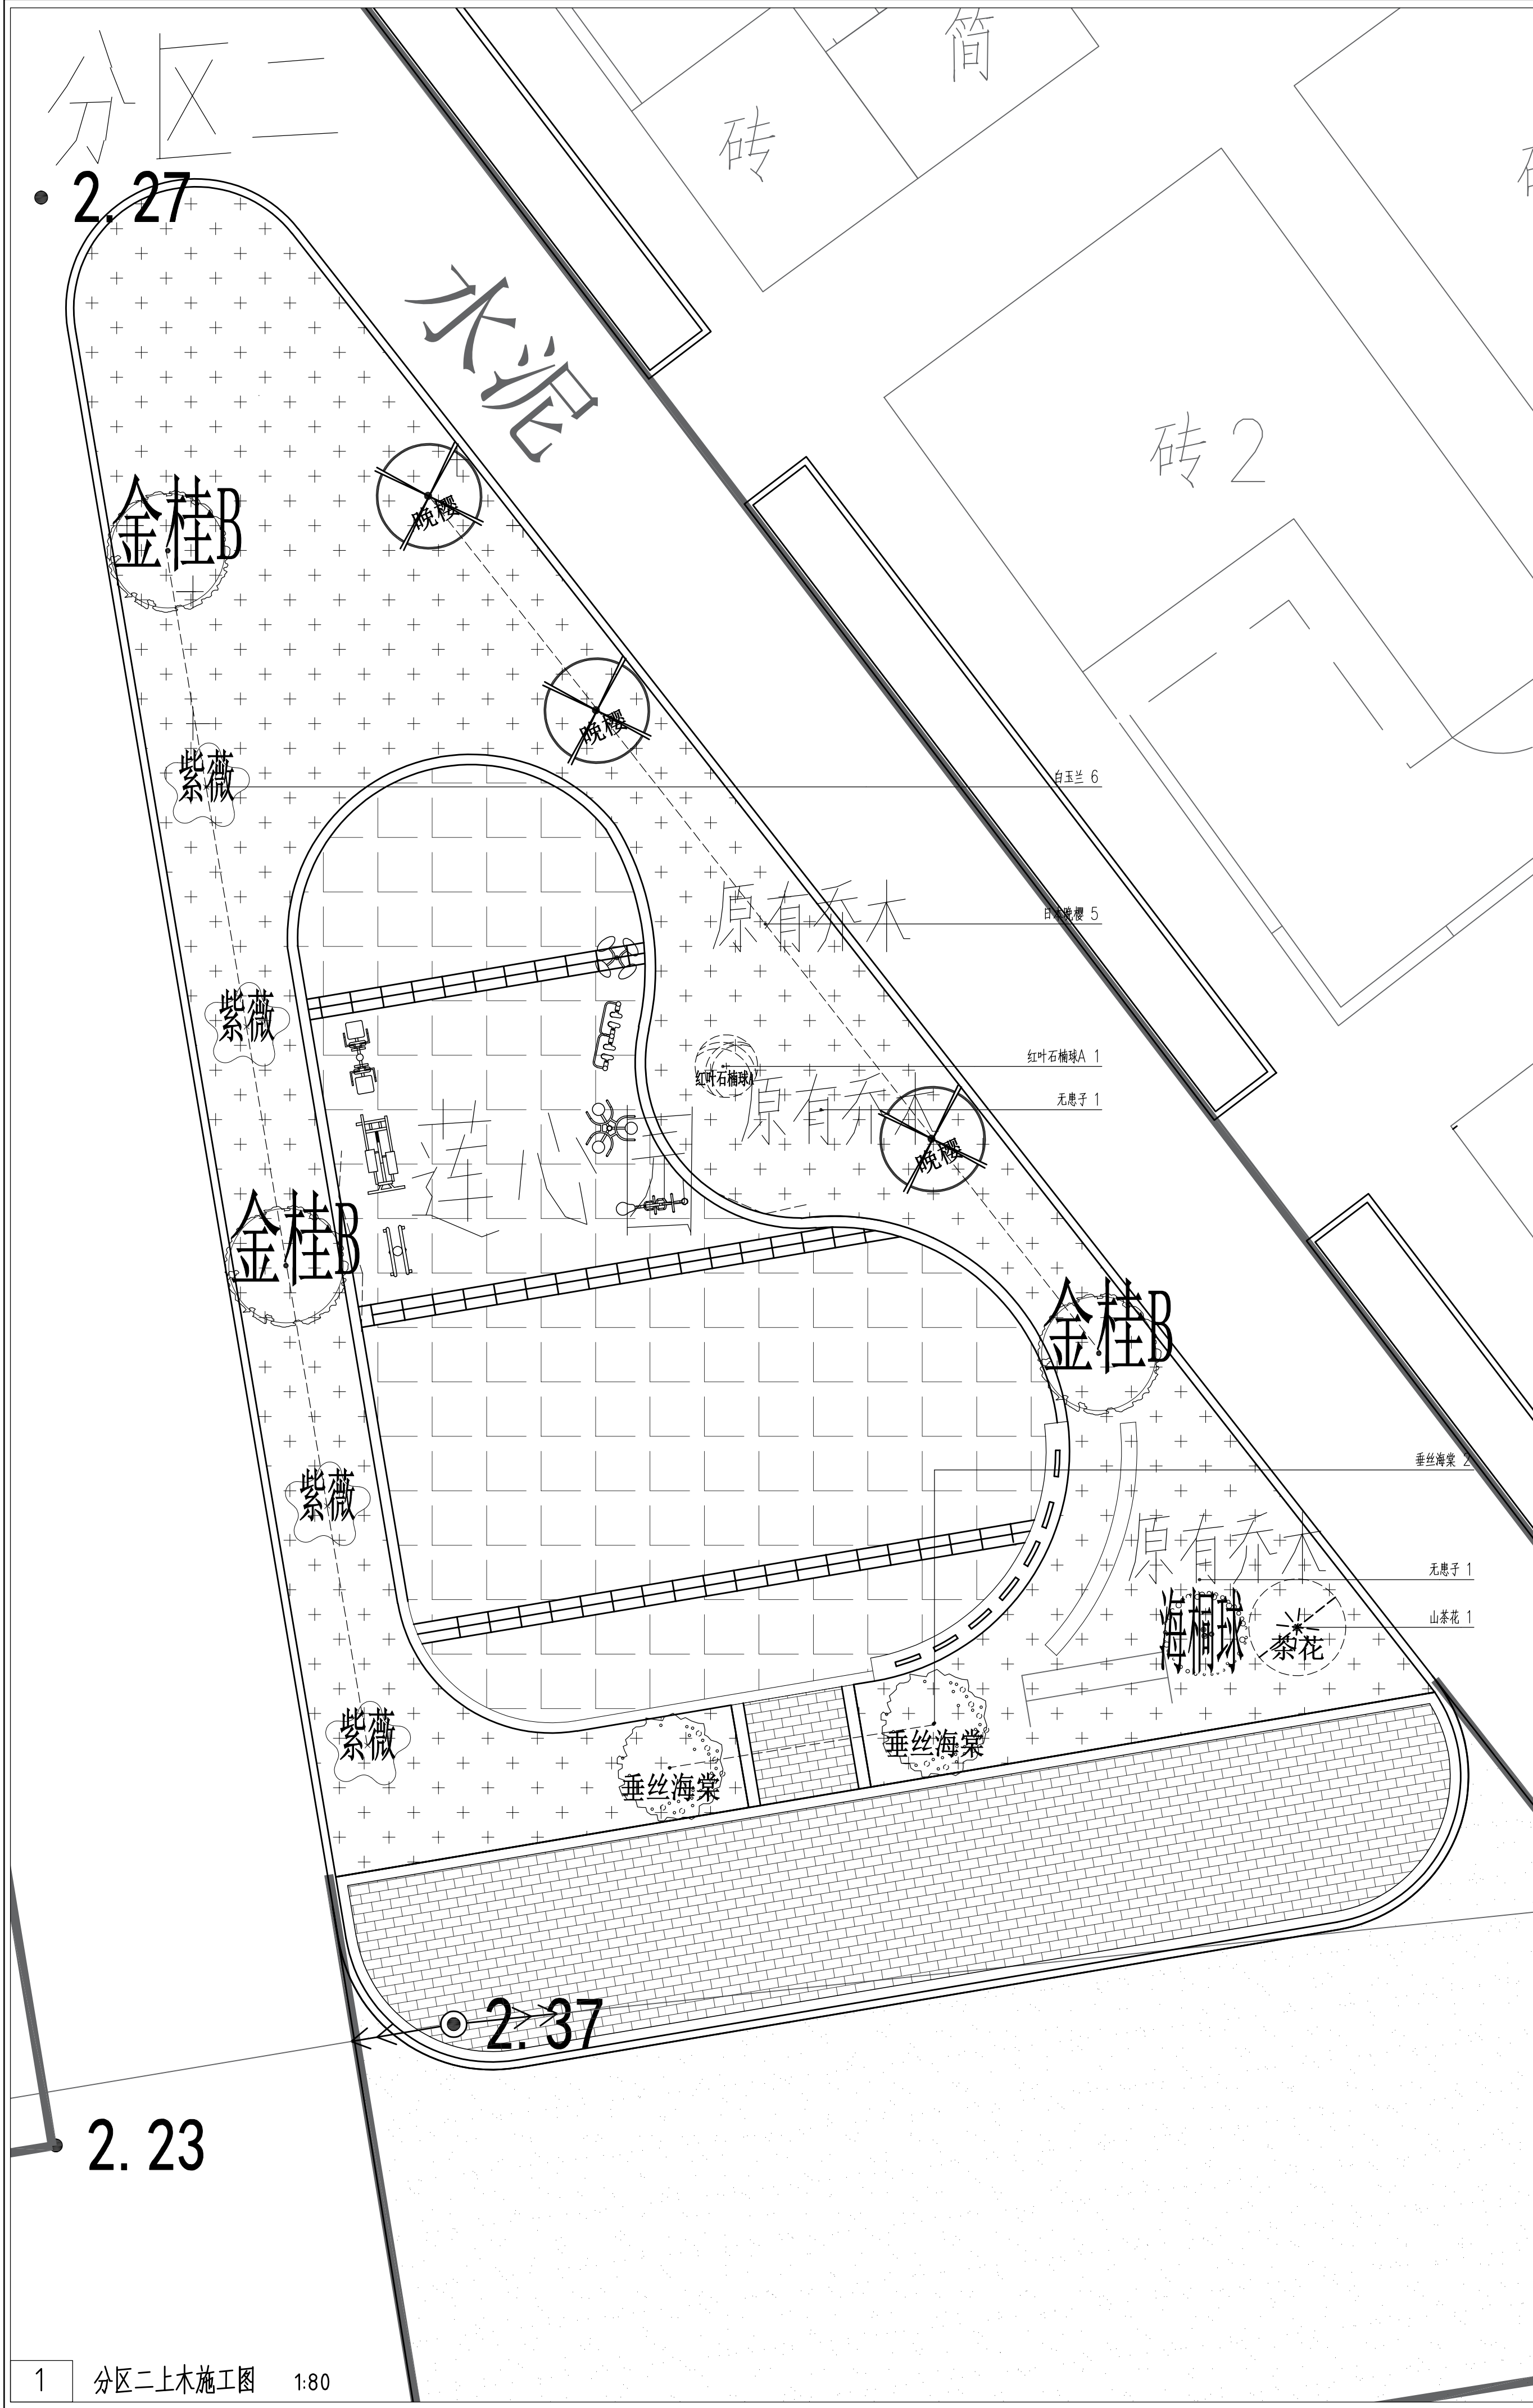 分区二
简
砖
2.27
水泥
砖2
金桂B
晚樱
晚樱
紫薇
白玉兰 6
原有乔木
日本晚樱 5
紫薇
红叶石楠球A 1
红叶石楠球A
原有乔木
无患子 1
晚樱
金桂B
金桂B
垂丝海棠 2
紫薇
原有乔木
无患子 1
海桐球
茶花
山茶花 1
紫薇
垂丝海棠
垂丝海棠
2.37
2.23
1 分区二上木施工图 1:80